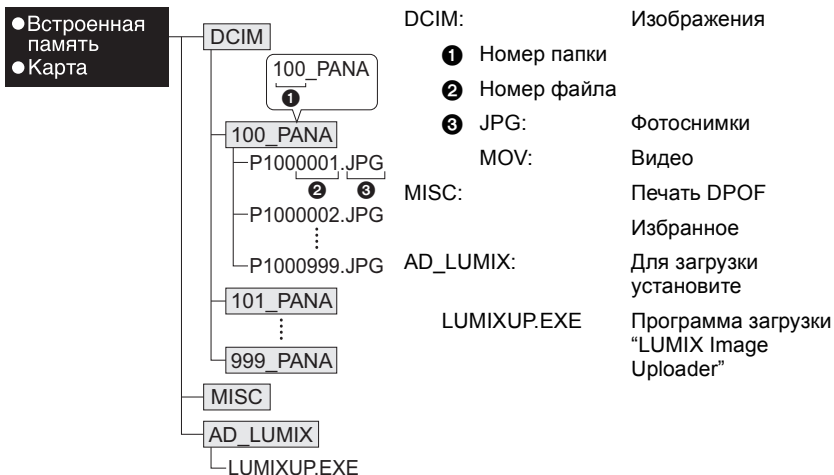 ●Встроенная
память
●Карта
DCIM
100_PANA
❶
100_PANA
P1000001.JPG
❷ ❸
P1000002.JPG
P1000999.JPG
101_PANA
999_PANA
MISC
AD_LUMIX
LUMIXUP.EXE
DCIM: Изображения
❶ Номер папки
❷ Номер файла
❸ JPG: Фотоснимки
MOV: Видео
MISC: Печать DPOF
Избранное
AD_LUMIX: Для загрузки
установите
LUMIXUP.EXE Программа загрузки
“LUMIX Image
Uploader”